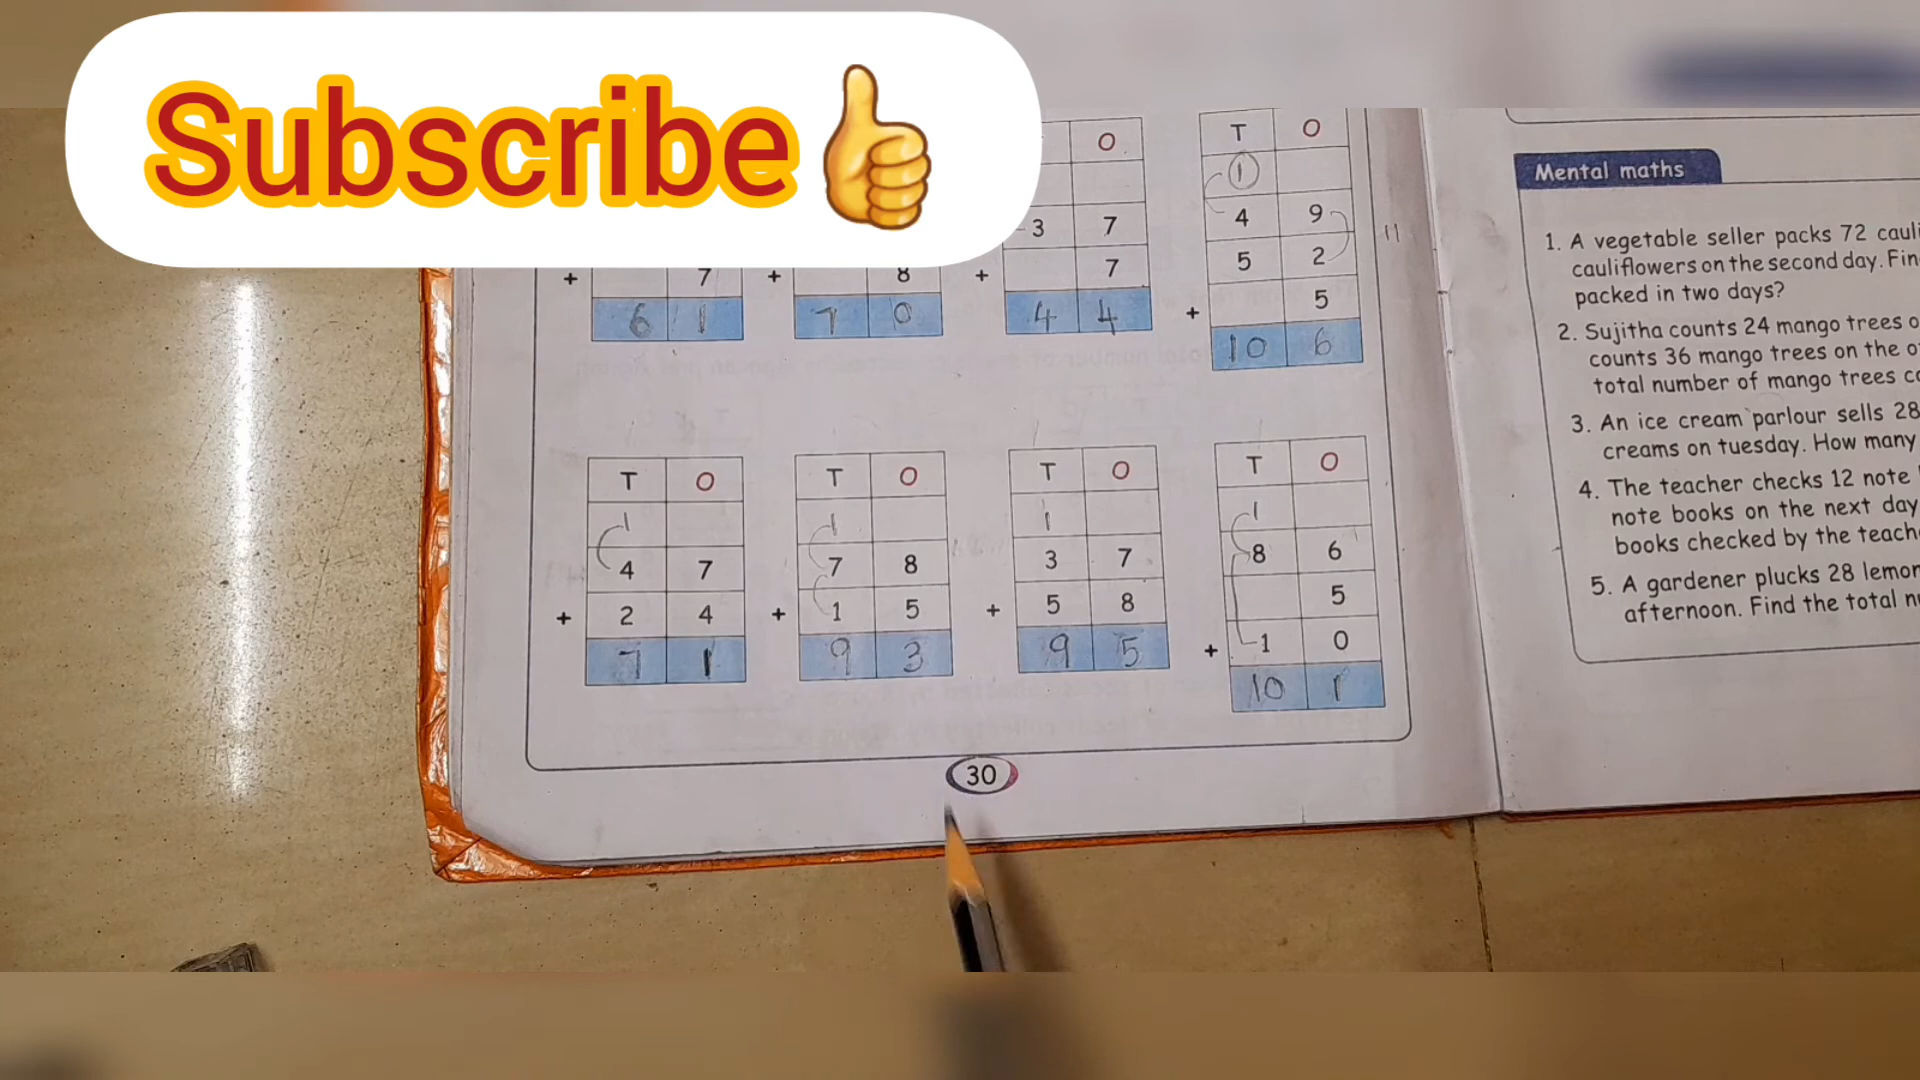 Subscribe
O
T O
1
3 7
4 9
11
+ 7
+ 8
+ 7
5 2
+ 5
6 1
7 0
4 4
10 6
T O
T O
T O
T O
1
1
1
1
4 7
7 8
3 7
8 6
5
+ 2 4
+ 1 5
+ 5 8
+ 1 0
7 1
9 3
9 5
10 1
30
Mental maths
1. A vegetable seller packs 72 cauli
cauliflowers on the second day. Fin
packed in two days?
2. Sujitha counts 24 mango trees o
counts 36 mango trees on the o
total number of mango trees co
3. An ice cream parlour sells 28
creams on tuesday. How many
4. The teacher checks 12 note
note books on the next day
books checked by the teach
5. A gardener plucks 28 lemon
afternoon. Find the total n